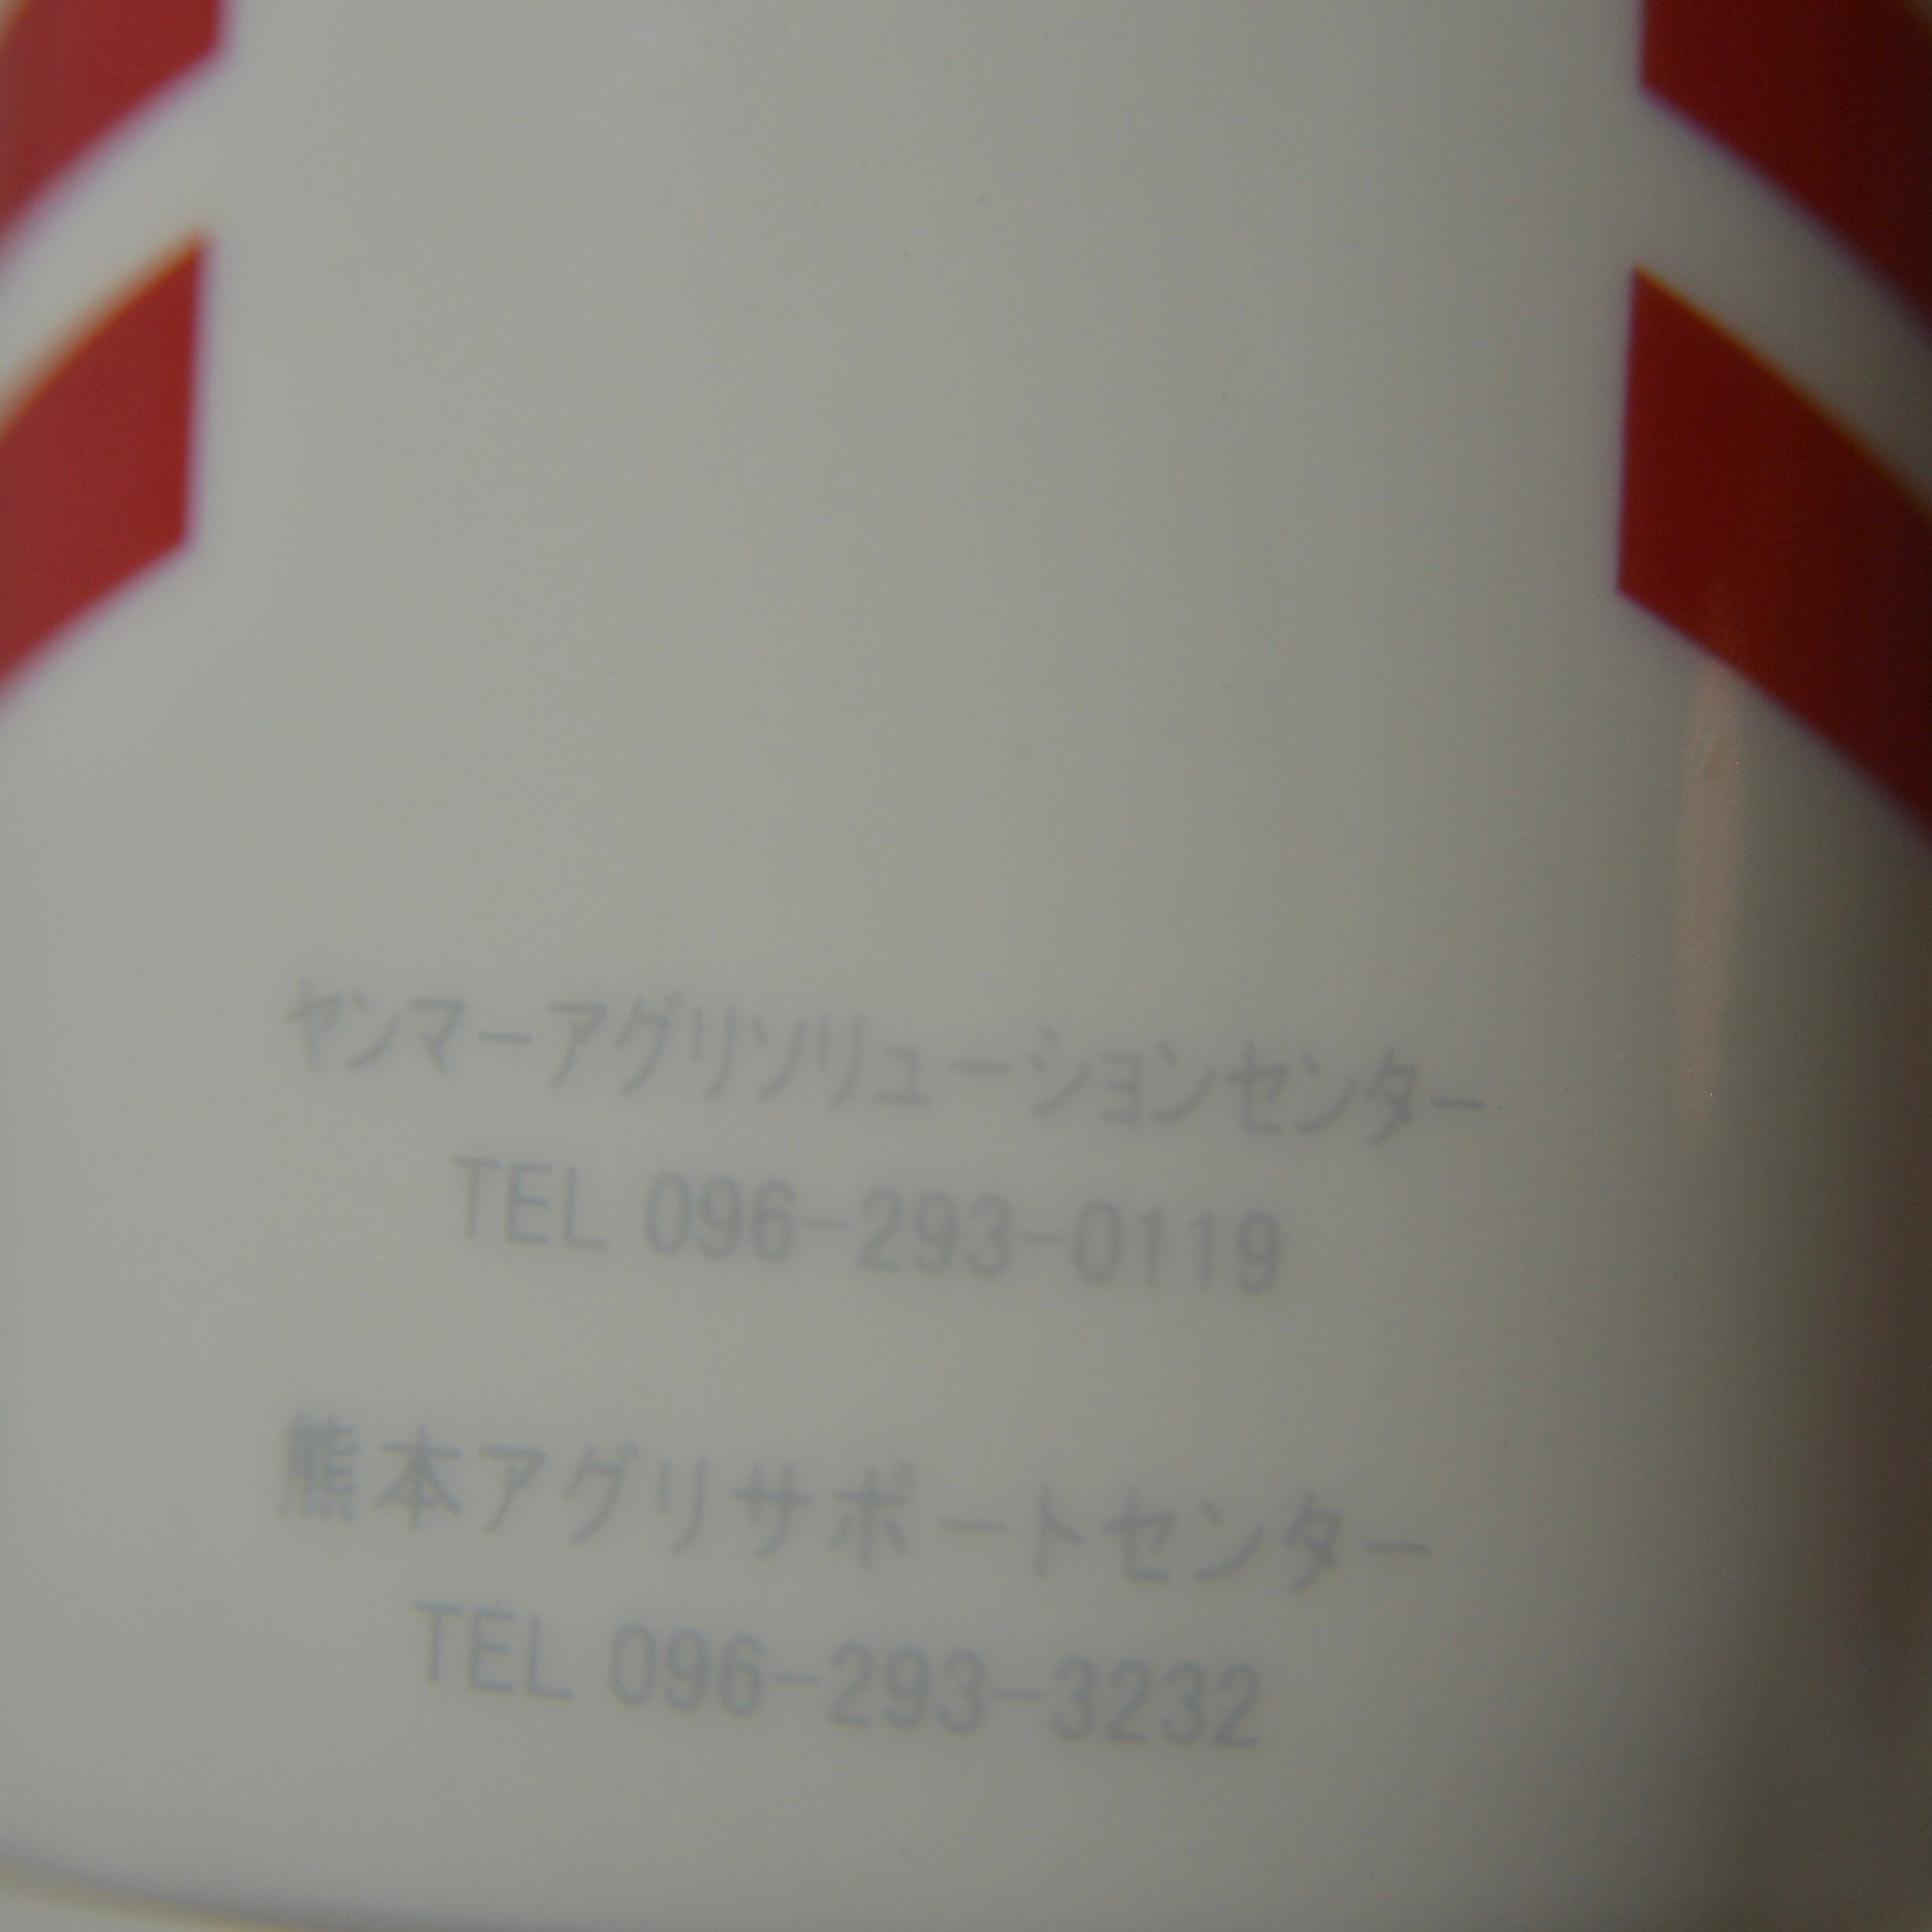 ヤンマーアグリソリューションセンター
TEL 096-293-0119
熊本アグリサポートセンター
TEL 096-293-3232